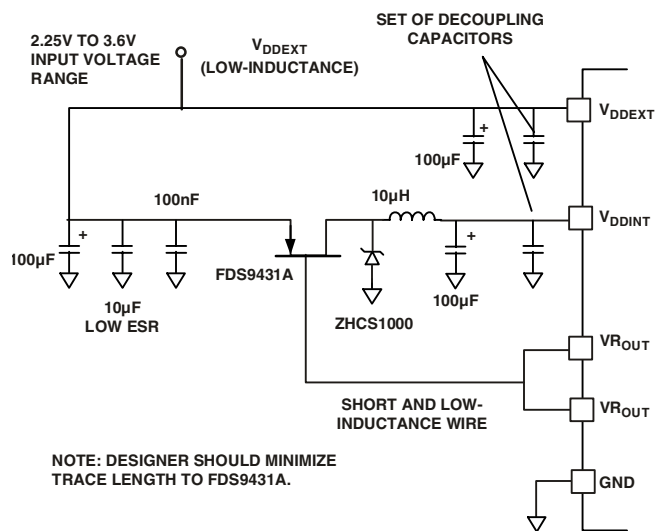 SET OF DECOUPLING
CAPACITORS
2.25V TO 3.6V
INPUT VOLTAGE
RANGE
VDDEXT
(LOW-INDUCTANCE)
VDDEXT
100µF
+
100nF
10µH
VDDINT
100µF
+
10µF
LOW ESR
FDS9431A
ZHCS1000
100µF
+
VROUT
SHORT AND LOW-
INDUCTANCE WIRE
VROUT
NOTE: DESIGNER SHOULD MINIMIZE
TRACE LENGTH TO FDS9431A.
GND